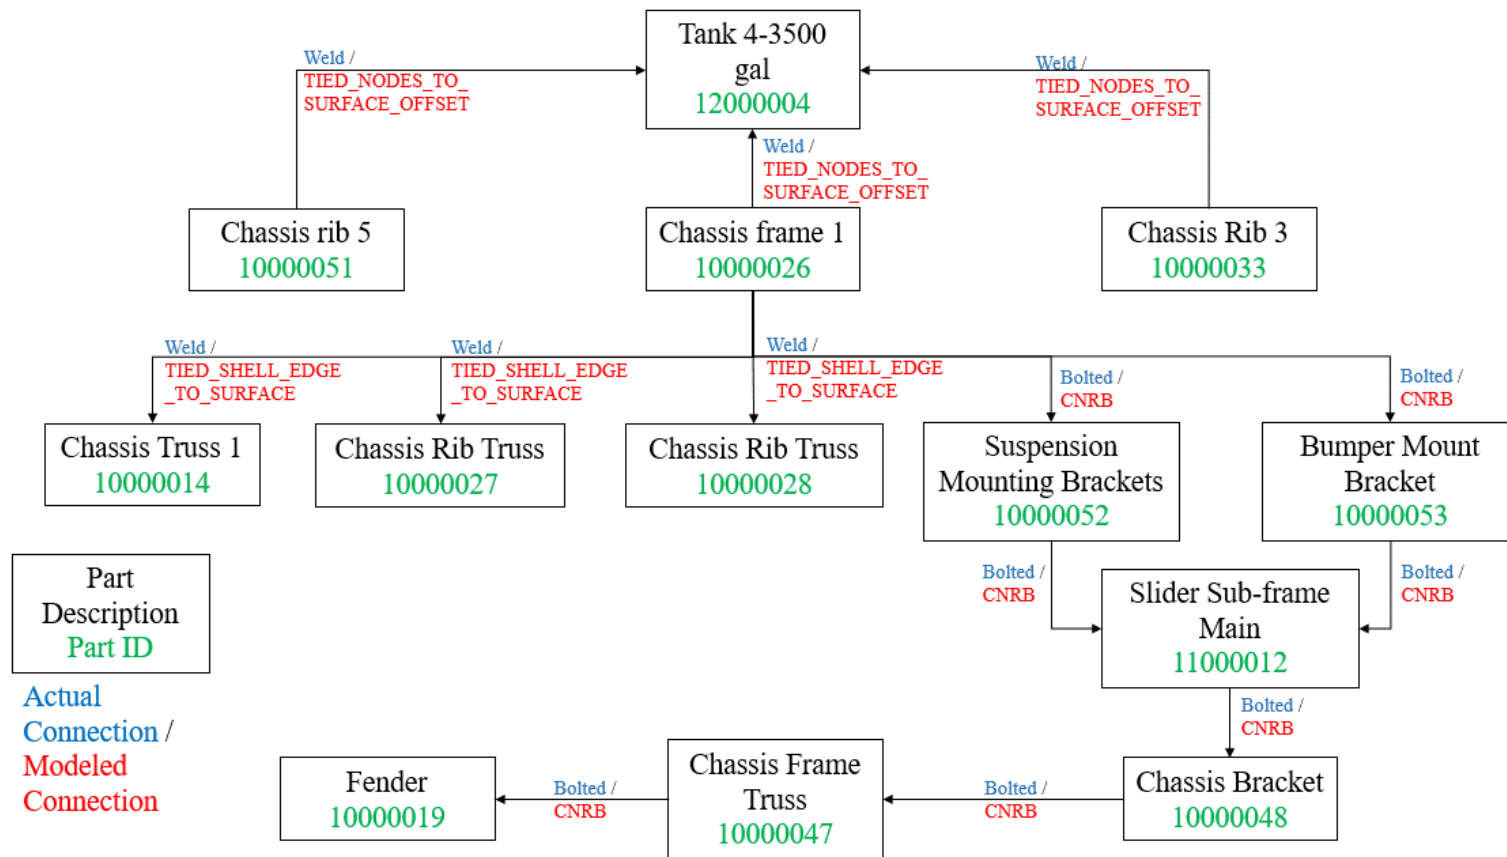 Tank 4-3500
gal
12000004
Weld /
TIED_NODES_TO_
SURFACE_OFFSET
Weld /
TIED_NODES_TO_
SURFACE_OFFSET
Weld /
TIED_NODES_TO_
SURFACE_OFFSET
Chassis rib 5
10000051
Chassis frame 1
10000026
Chassis Rib 3
10000033
Weld /
TIED_SHELL_EDGE
_TO_SURFACE
Weld /
TIED_SHELL_EDGE
_TO_SURFACE
Weld /
TIED_SHELL_EDGE
_TO_SURFACE
Bolted /
CNRB
Bolted /
CNRB
Chassis Truss 1
10000014
Chassis Rib Truss
10000027
Chassis Rib Truss
10000028
Suspension
Mounting Brackets
10000052
Bumper Mount
Bracket
10000053
Bolted /
CNRB
Bolted /
CNRB
Slider Sub-frame
Main
11000012
Part
Description
Part ID
Actual
Connection /
Modeled
Connection
Bolted /
CNRB
Fender
10000019
Bolted /
CNRB
Chassis Frame
Truss
10000047
Bolted /
CNRB
Chassis Bracket
10000048